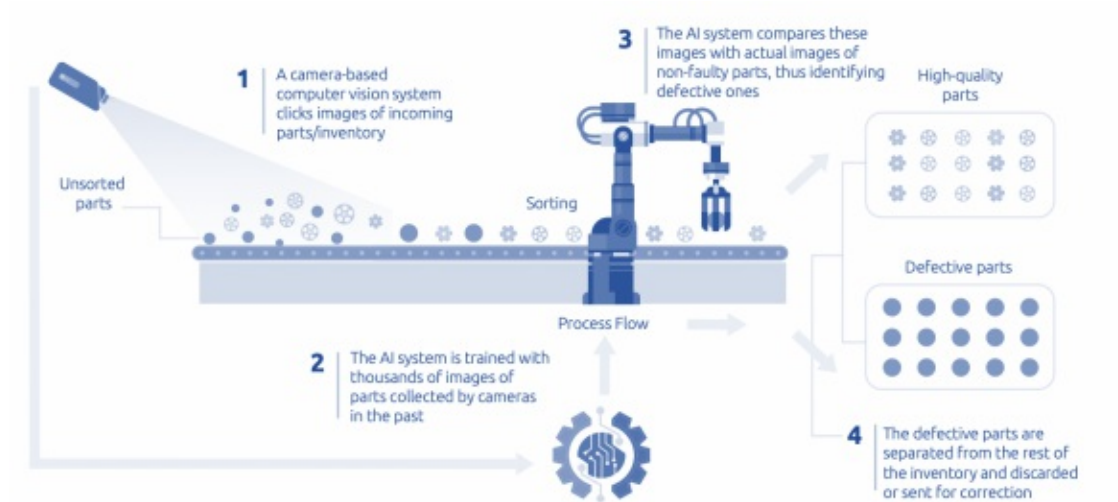 1
A camera-based
computer vision system
clicks images of incoming
parts/inventory
3
The AI system compares these
images with actual images of
non-faulty parts, thus identifying
defective ones
High-quality
parts
Unsorted
parts
Sorting
Defective parts
Process Flow
2
The AI system is trained with
thousands of images of
parts collected by cameras
in the past
4
The defective parts are
separated from the rest of
the inventory and discarded
or sent for correction